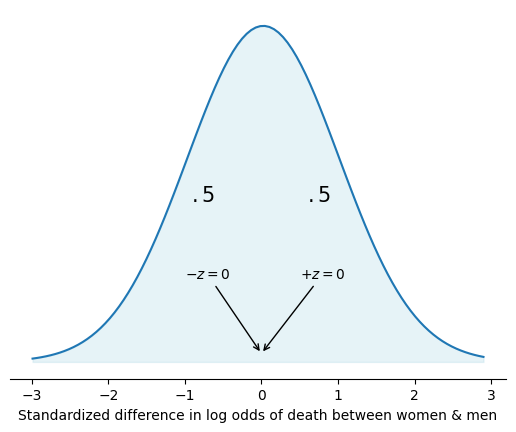 .5 .5
−z = 0 +z = 0
−3 −2 −1 0 1 2 3
Standardized difference in log odds of death between women & men